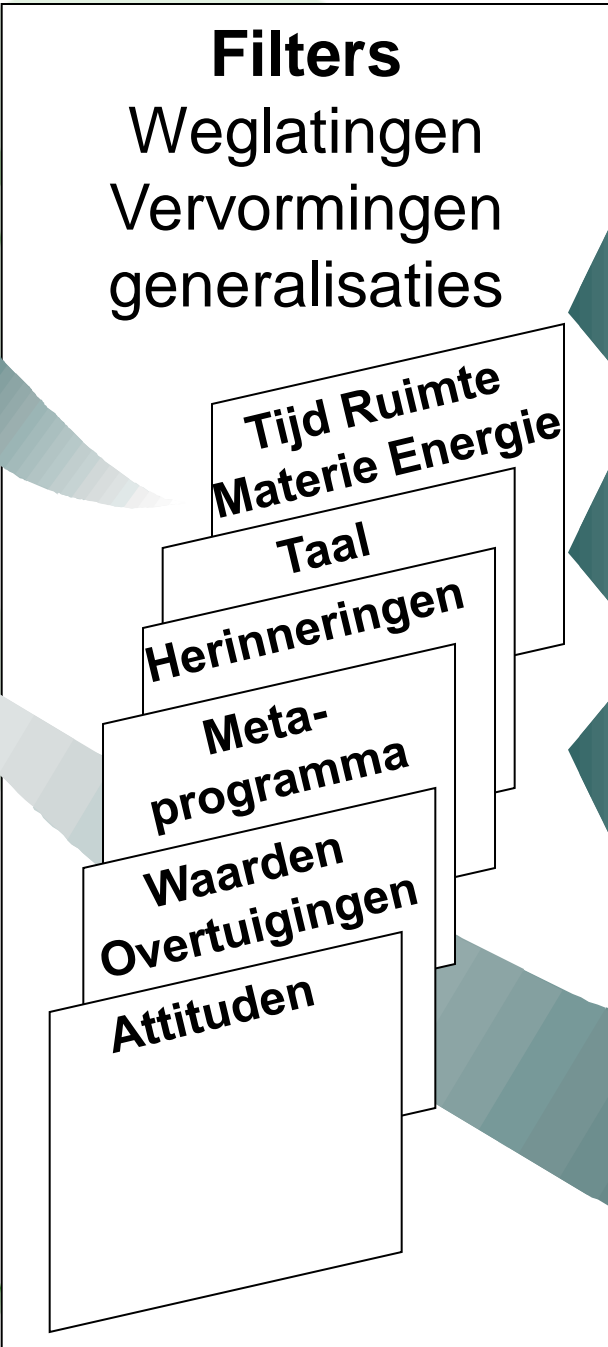 Filters
Weglatingen
Vervormingen
generalisaties
Tijd Ruimte
Materie Energie
Taal
Herinneringen
Meta-
programma
Waarden
Overtuigingen
Attituden